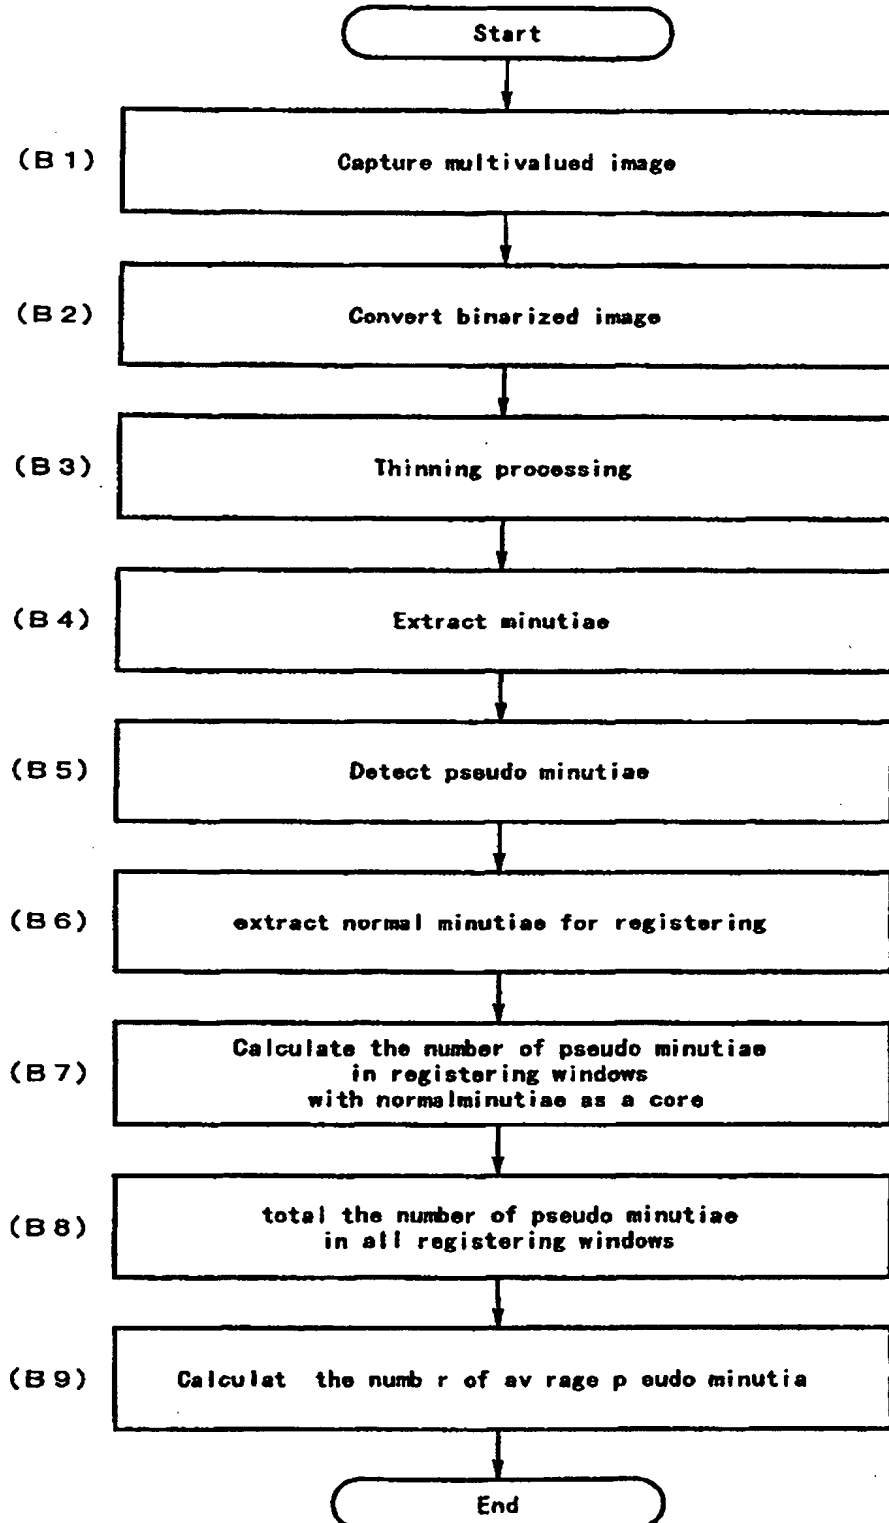 Start
(B1)
Capture multivalued image
(B2)
Convert binarized image
(B3)
Thinning processing
(B4)
Extract minutiae
(B5)
Detect pseudo minutiae
(B6)
extract normal minutiae for registering
(B7)
Calculate the number of pseudo minutiae
in registering windows
with normalminutiae as a core
(B8)
total the number of pseudo minutiae
in all registering windows
(B9)
Calculat the numb r of av rage p eudo minutia
End